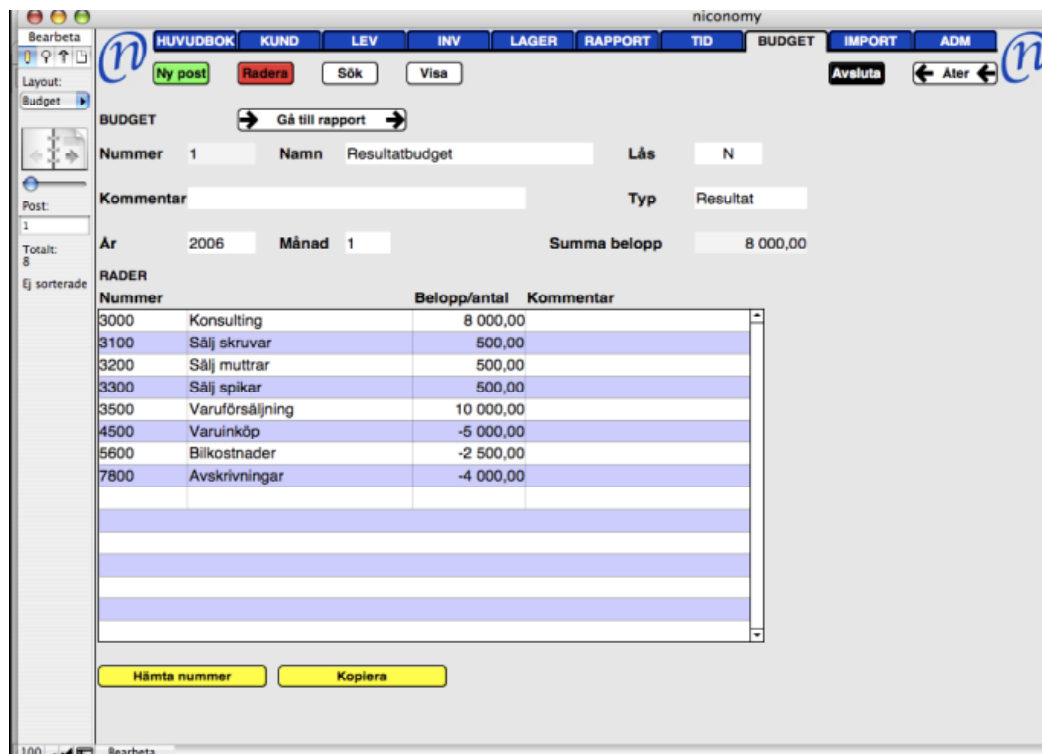 niconomy
Bearbeta
Layout:
Budget
Post:
1
Totalt:
8
Ej sorterade
n HUVUDBOK KUND LEV INV LAGER RAPPORT TID BUDGET IMPORT ADM n
Ny post Radera Sök Visa Avsluta Åter
BUDGET Gå till rapport
Nummer 1 Namn Resultatbudget Lås N
Kommentar Typ Resultat
År 2006 Månad 1 Summa belopp 8 000,00
RADER
Nummer Belopp/antal Kommentar
3000 Konsulting 8 000,00
3100 Sälj skruvar 500,00
3200 Sälj muttrar 500,00
3300 Sälj spikar 500,00
3500 Varuförsäljning 10 000,00
4500 Varuinköp -5 000,00
5600 Bilkostnader -2 500,00
7800 Avskrivningar -4 000,00
Hämta nummer Kopiera
100 Bearbeta